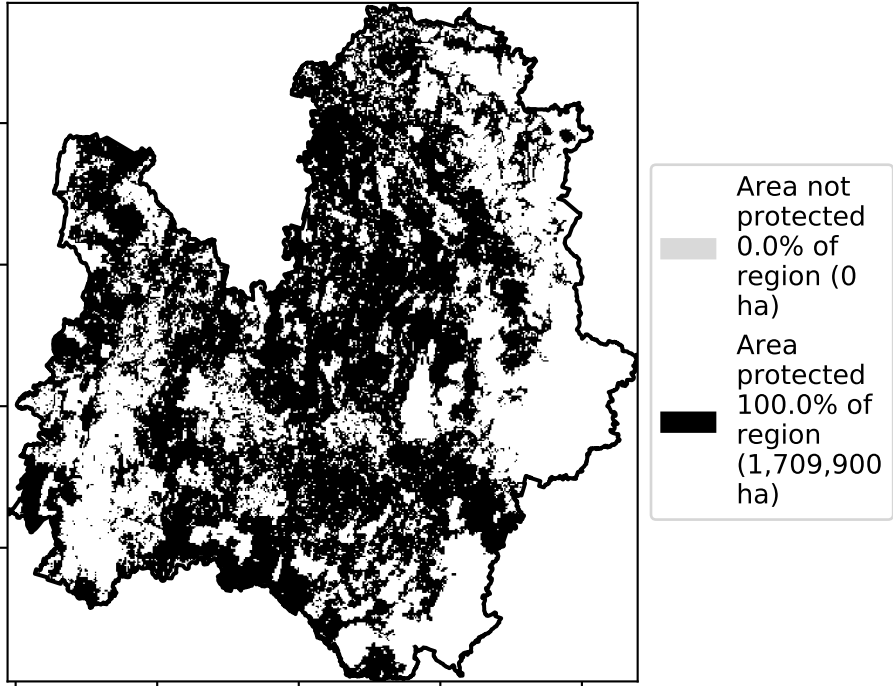 Area not
protected
0.0% of
region (0
ha)
Area
protected
100.0% of
region
(1,709,900
ha)